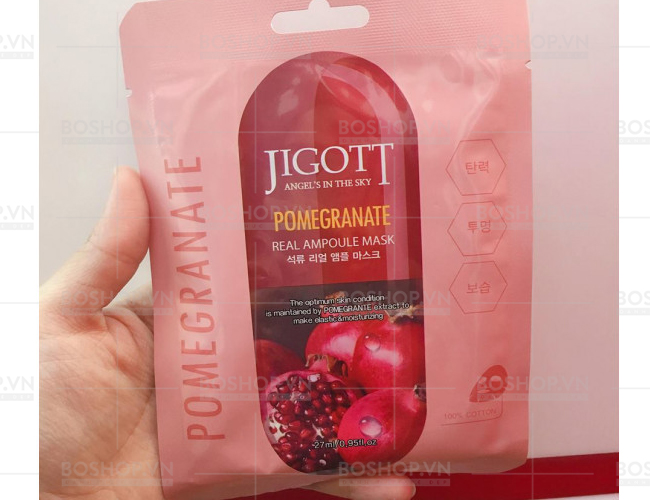 JIGOTT
ANGEL'S IN THE SKY
POMEGRANATE
REAL AMPOULE MASK
석류 리얼 앰플 마스크
The optimum skin condition
is maintained by POMEGRANTE extract to
make elastic&moisturizing
27ml/0.95fl.oz
POMEGRANATE
탄력
투명
보습
100% COTTON
BOSHOP.VN